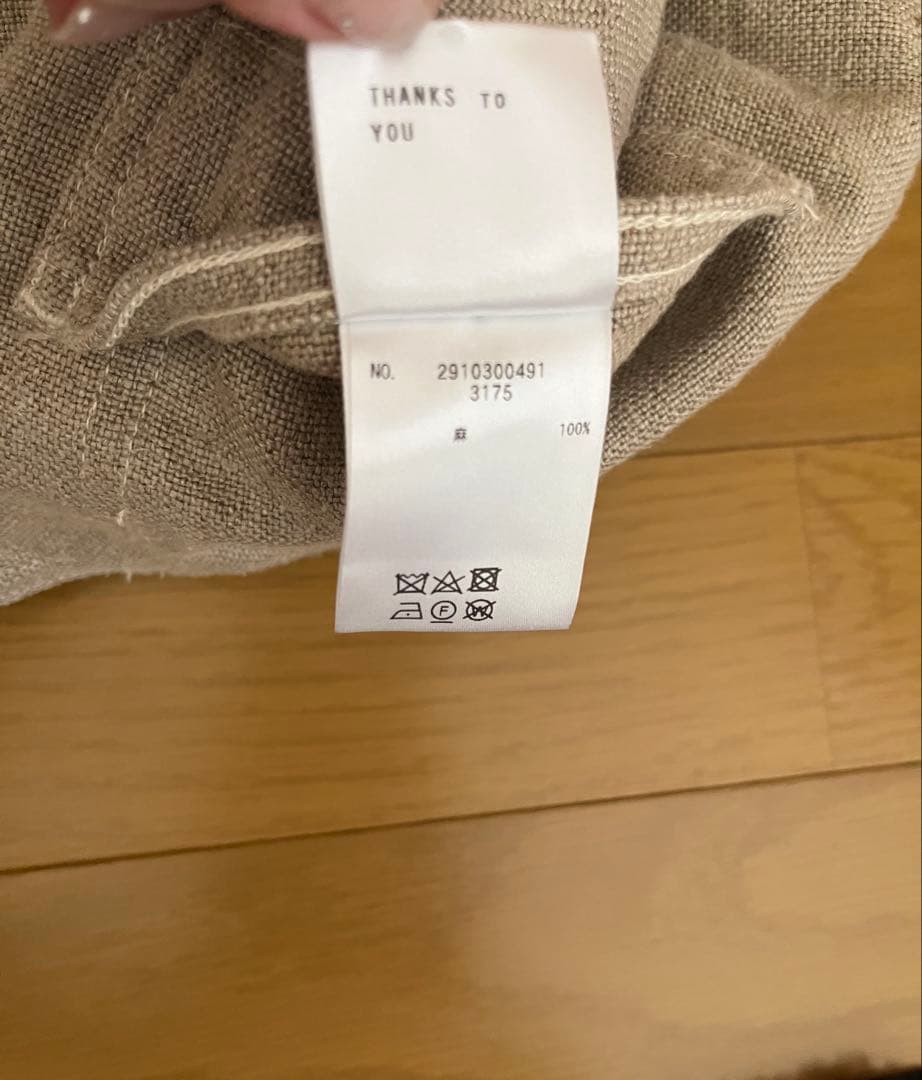 THANKS TO
YOU
NO. 2910300491
3175
麻 100%
F
W